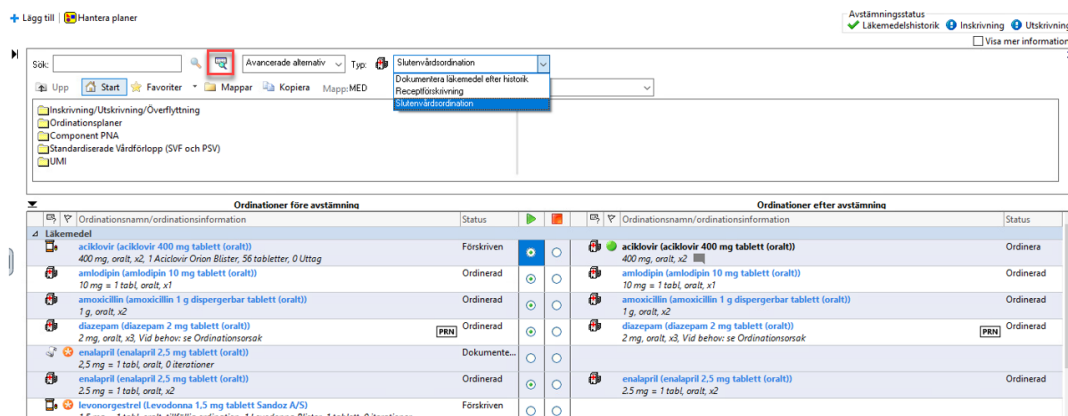 Lägg till Hantera planer
Avstämningsstatus
Läkemedelshistorik Inskrivning Utskrivning
Visa mer information
Sök: Avancerade alternativ Typ: Slutenvårdsordination
Dokumentera läkemedel efter historik
Receptförskrivning
Slutenvårdsordination
Upp Start Favoriter Mappar Kopiera Mapp: MED
Inskrivning/Utskrivning/Överflyttning
Ordinationsplaner
Component PNA
Standardiserade Vårdförlopp (SVF och PSV)
UMI
Ordinationer före avstämning Ordinationer efter avstämning
Ordinationsnamn/ordinationsinformation Status Ordinationsnamn/ordinationsinformation Status
Läkemedel
aciklovir (aciklovir 400 mg tablett (oralt)) Förskriven aciklovir (aciklovir 400 mg tablett (oralt)) Ordinera
400 mg, oralt, x2, 1 Aciclovir Orion Blister, 56 tabletter, 0 Uttag 400 mg, oralt, x2
amlodipin (amlodipin 10 mg tablett (oralt)) Ordinerad amlodipin (amlodipin 10 mg tablett (oralt)) Ordinerad
10 mg = 1 tabl, oralt, x1 10 mg = 1 tabl, oralt, x1
amoxicillin (amoxicillin 1 g dispergerbar tablett (oralt)) Ordinerad amoxicillin (amoxicillin 1 g dispergerbar tablett (oralt)) Ordinerad
1 g, oralt, x2 1 g, oralt, x2
diazepam (diazepam 2 mg tablett (oralt)) PRN Ordinerad diazepam (diazepam 2 mg tablett (oralt)) PRN Ordinerad
2 mg, oralt, x3, Vid behov: se Ordinationsorsak 2 mg, oralt, x3, Vid behov: se Ordinationsorsak
enalapril (enalapril 2,5 mg tablett (oralt)) Dokumente...
2,5 mg = 1 tabl, oralt, 0 iterationer
enalapril (enalapril 2,5 mg tablett (oralt)) Ordinerad enalapril (enalapril 2,5 mg tablett (oralt)) Ordinerad
2.5 mg = 1 tabl, oralt, x2 2.5 mg = 1 tabl, oralt, x2
levonorgestrel (Levodonna 1,5 mg tablett Sandoz A/S) Förskriven